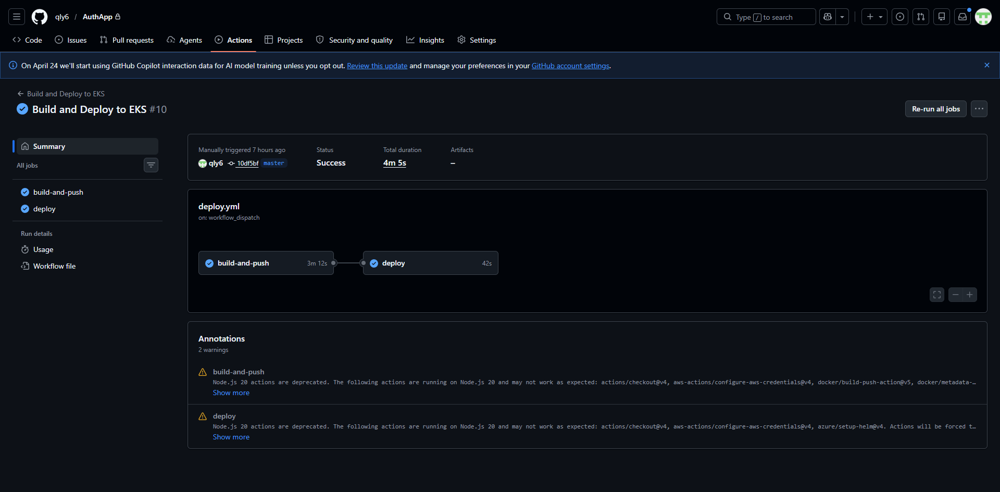 qly6 / AuthApp
Type / to search
Code Issues Pull requests Agents Actions Projects Security and quality Insights Settings
On April 24 we'll start using GitHub Copilot interaction data for AI model training unless you opt out. Review this update and manage your preferences in your GitHub account settings.
Build and Deploy to EKS
Build and Deploy to EKS #10
Re-run all jobs
Summary
All jobs
build-and-push
deploy
Run details
Usage
Workflow file
Manually triggered 7 hours ago
qly6 10df5bf master
Status
Success
Total duration
4m 5s
Artifacts
–
deploy.yml
on: workflow_dispatch
build-and-push 3m 12s
deploy 42s
Annotations
2 warnings
build-and-push
Node.js 20 actions are deprecated. The following actions are running on Node.js 20 and may not work as expected: actions/checkout@v4, aws-actions/configure-aws-credentials@v4, docker/build-push-action@v5, docker/metadata-…
Show more
deploy
Node.js 20 actions are deprecated. The following actions are running on Node.js 20 and may not work as expected: actions/checkout@v4, aws-actions/configure-aws-credentials@v4, azure/setup-helm@v4. Actions will be forced t…
Show more